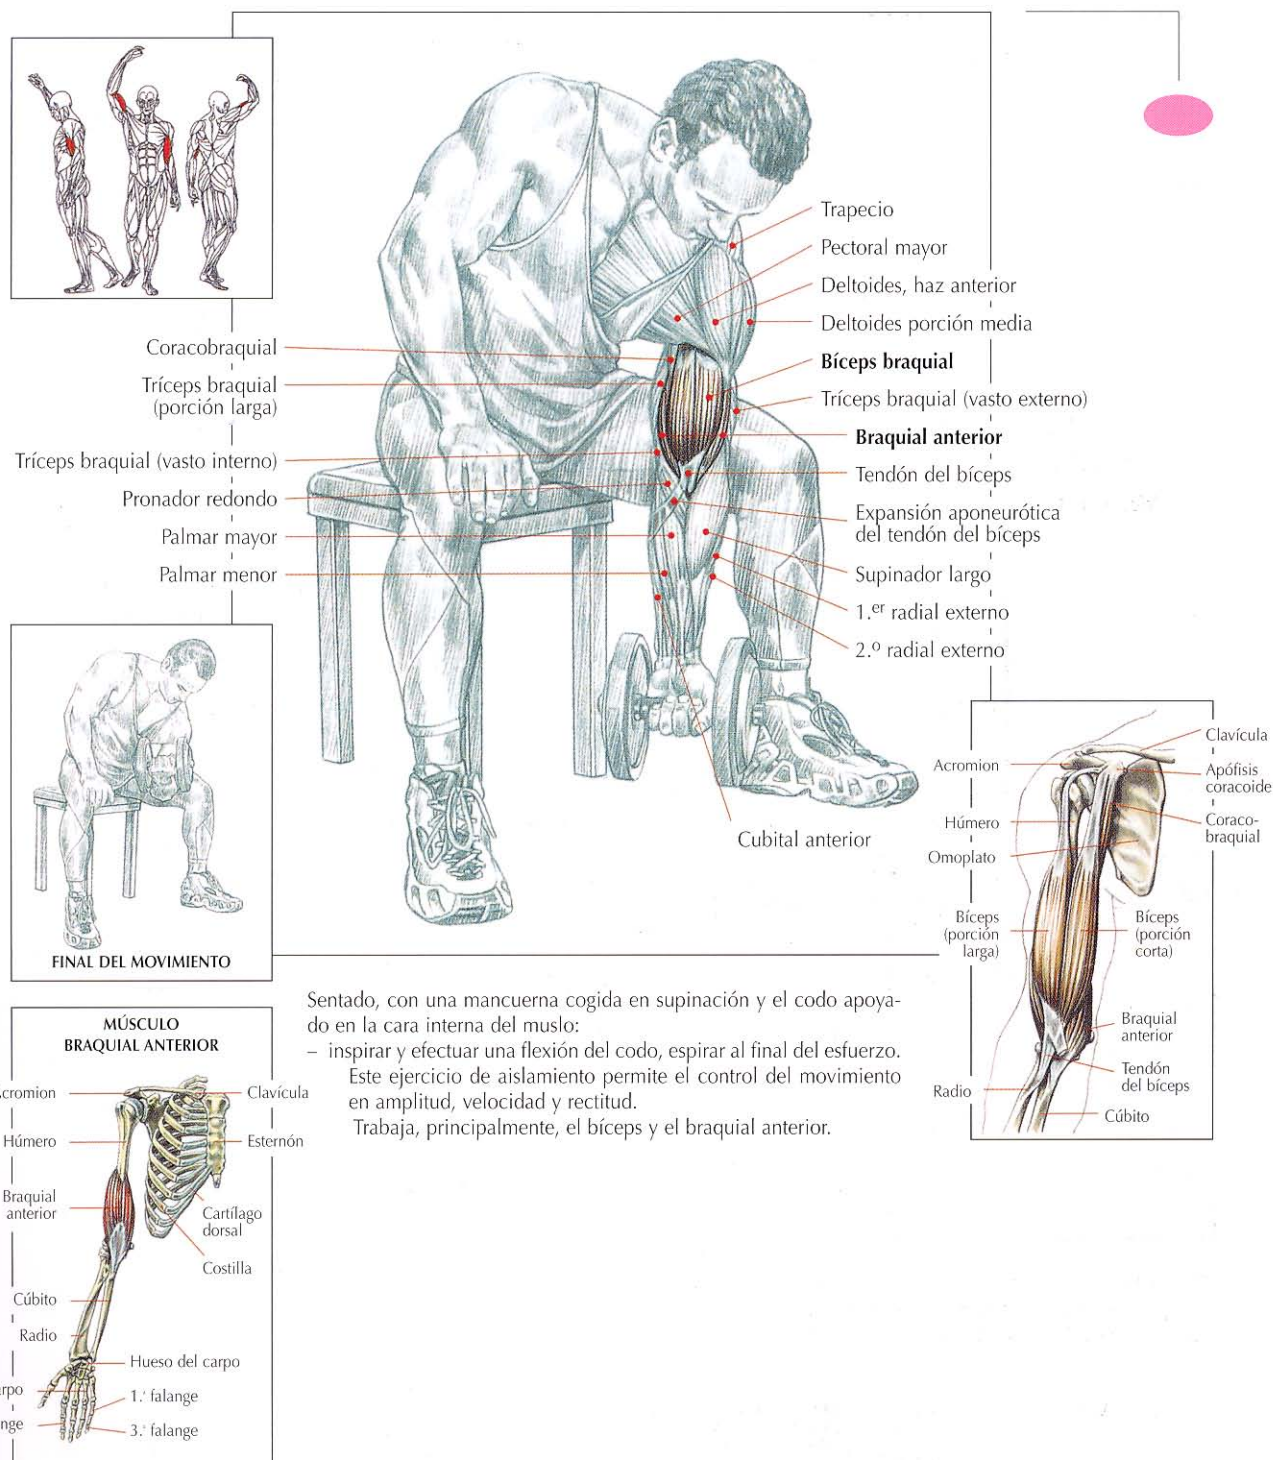 Trapecio
Pectoral mayor
Deltoides, haz anterior
Deltoides porción media
Bíceps braquial
Tríceps braquial (vasto externo)
Braquial anterior
Tendón del bíceps
Expansión aponeurótica
del tendón del bíceps
Supinador largo
1.er radial externo
2.º radial externo
Coracobraquial
Tríceps braquial
(porción larga)
Tríceps braquial (vasto interno)
Pronador redondo
Palmar mayor
Palmar menor
Cubital anterior
FINAL DEL MOVIMIENTO
Clavícula
Acromion
Apófisis
coracoide
Húmero
Coraco-
braquial
Omoplato
Bíceps
(porción
larga)
Bíceps
(porción
corta)
Braquial
anterior
Tendón
del bíceps
Radio
Cúbito
Sentado, con una mancuerna cogida en supinación y el codo apoya-
do en la cara interna del muslo:
– inspirar y efectuar una flexión del codo, espirar al final del esfuerzo.
Este ejercicio de aislamiento permite el control del movimiento
en amplitud, velocidad y rectitud.
Trabaja, principalmente, el bíceps y el braquial anterior.
MÚSCULO
BRAQUIAL ANTERIOR
cromion
Clavícula
Húmero
Esternón
Braquial
anterior
Cartílago
dorsal
Costilla
Cúbito
Radio
Hueso del carpo
rpo
1.ª falange
nge
3.ª falange